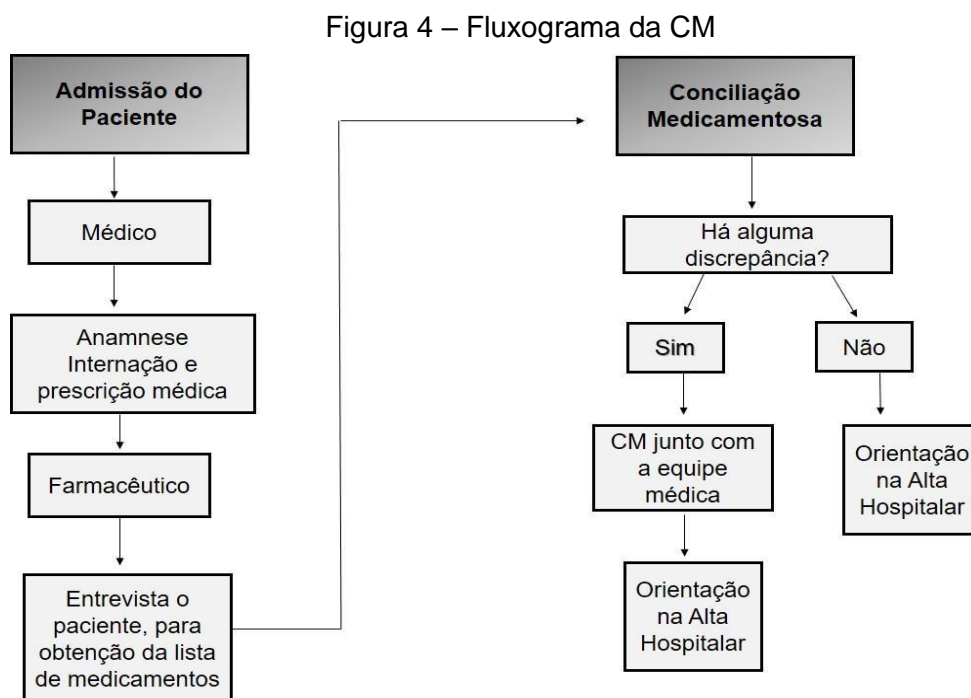 Figura 4 – Fluxograma da CM
Admissão do
Paciente
Médico
Anamnese
Internação e
prescrição médica
Farmacêutico
Entrevista o
paciente, para
obtenção da lista
de medicamentos
Conciliação
Medicamentosa
Há alguma
discrepância?
Sim
Não
CM junto com
a equipe
médica
Orientação
na Alta
Hospitalar
Orientação
na Alta
Hospitalar